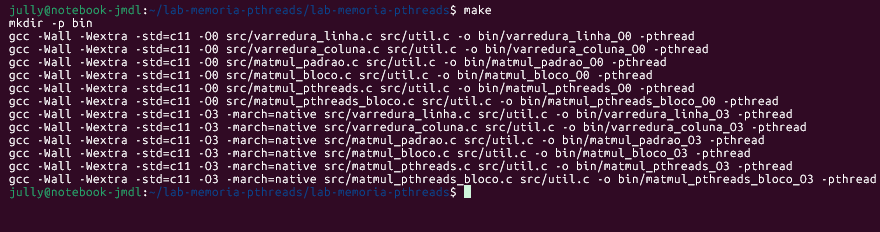 jully@notebook-jmdl:~/lab-memoria-pthreads/lab-memoria-pthreads$ make
mkdir -p bin
gcc -Wall -Wextra -std=c11 -O0 src/varredura_linha.c src/util.c -o bin/varredura_linha_O0 -pthread
gcc -Wall -Wextra -std=c11 -O0 src/varredura_coluna.c src/util.c -o bin/varredura_coluna_O0 -pthread
gcc -Wall -Wextra -std=c11 -O0 src/matmul_padrao.c src/util.c -o bin/matmul_padrao_O0 -pthread
gcc -Wall -Wextra -std=c11 -O0 src/matmul_bloco.c src/util.c -o bin/matmul_bloco_O0 -pthread
gcc -Wall -Wextra -std=c11 -O0 src/matmul_pthreads.c src/util.c -o bin/matmul_pthreads_O0 -pthread
gcc -Wall -Wextra -std=c11 -O0 src/matmul_pthreads_bloco.c src/util.c -o bin/matmul_pthreads_bloco_O0 -pthread
gcc -Wall -Wextra -std=c11 -O3 -march=native src/varredura_linha.c src/util.c -o bin/varredura_linha_O3 -pthread
gcc -Wall -Wextra -std=c11 -O3 -march=native src/varredura_coluna.c src/util.c -o bin/varredura_coluna_O3 -pthread
gcc -Wall -Wextra -std=c11 -O3 -march=native src/matmul_padrao.c src/util.c -o bin/matmul_padrao_O3 -pthread
gcc -Wall -Wextra -std=c11 -O3 -march=native src/matmul_bloco.c src/util.c -o bin/matmul_bloco_O3 -pthread
gcc -Wall -Wextra -std=c11 -O3 -march=native src/matmul_pthreads.c src/util.c -o bin/matmul_pthreads_O3 -pthread
gcc -Wall -Wextra -std=c11 -O3 -march=native src/matmul_pthreads_bloco.c src/util.c -o bin/matmul_pthreads_bloco_O3 -pthread
jully@notebook-jmdl:~/lab-memoria-pthreads/lab-memoria-pthreads$